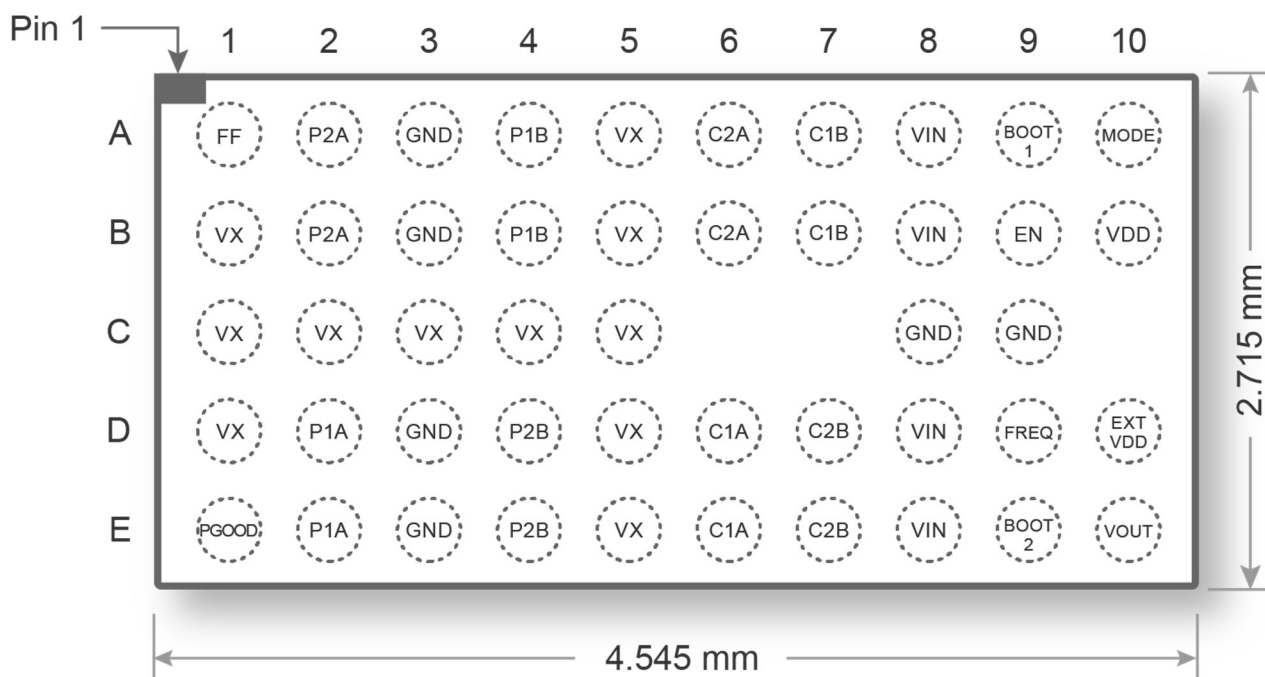 Pin 1
1 2 3 4 5 6 7 8 9 10
A FF P2A GND P1B VX C2A C1B VIN BOOT 1 MODE
B VX P2A GND P1B VX C2A C1B VIN EN VDD
C VX VX VX VX VX GND GND
D VX P1A GND P2B VX C1A C2B VIN FREQ EXT VDD
E PGOOD P1A GND P2B VX C1A C2B VIN BOOT 2 VOUT
2.715 mm
4.545 mm